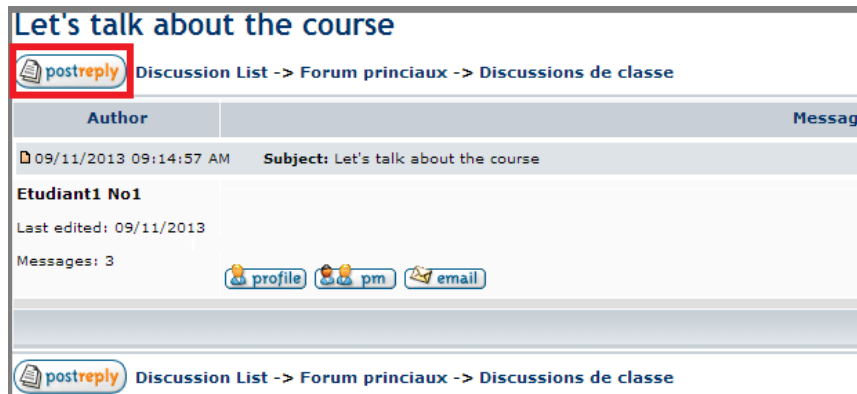 Let's talk about the course
postreply Discussion List -> Forum princiaux -> Discussions de classe
Author Messag
09/11/2013 09:14:57 AM Subject: Let's talk about the course
Etudiant1 No1
Last edited: 09/11/2013
Messages: 3
profile pm email
postreply Discussion List -> Forum princiaux -> Discussions de classe